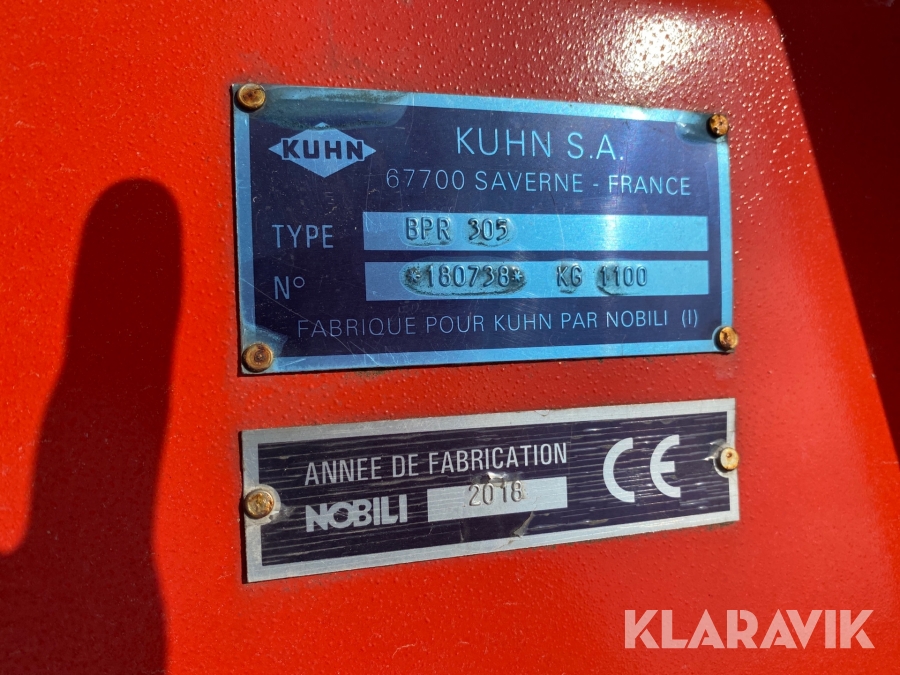 KUHN
KUHN S.A.
67700 SAVERNE - FRANCE
TYPE BPR 305
N° *180738* KG 1100
FABRIQUE POUR KUHN PAR NOBILI (I)
ANNEE DE FABRICATION
NOBILI 2018
CE
KLARAVIK